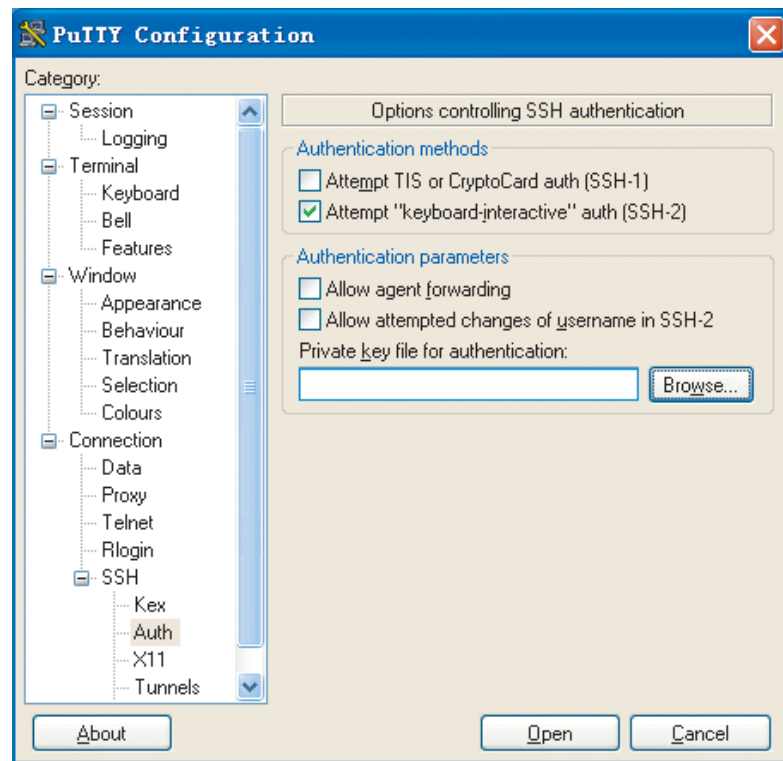 PuTTY Configuration
Category:
Session
Logging
Terminal
Keyboard
Bell
Features
Window
Appearance
Behaviour
Translation
Selection
Colours
Connection
Data
Proxy
Telnet
Rlogin
SSH
Kex
Auth
X11
Tunnels
Options controlling SSH authentication
Authentication methods
Attempt TIS or CryptoCard auth (SSH-1)
Attempt "keyboard-interactive" auth (SSH-2)
Authentication parameters
Allow agent forwarding
Allow attempted changes of username in SSH-2
Private key file for authentication:
Browse...
About
Open
Cancel